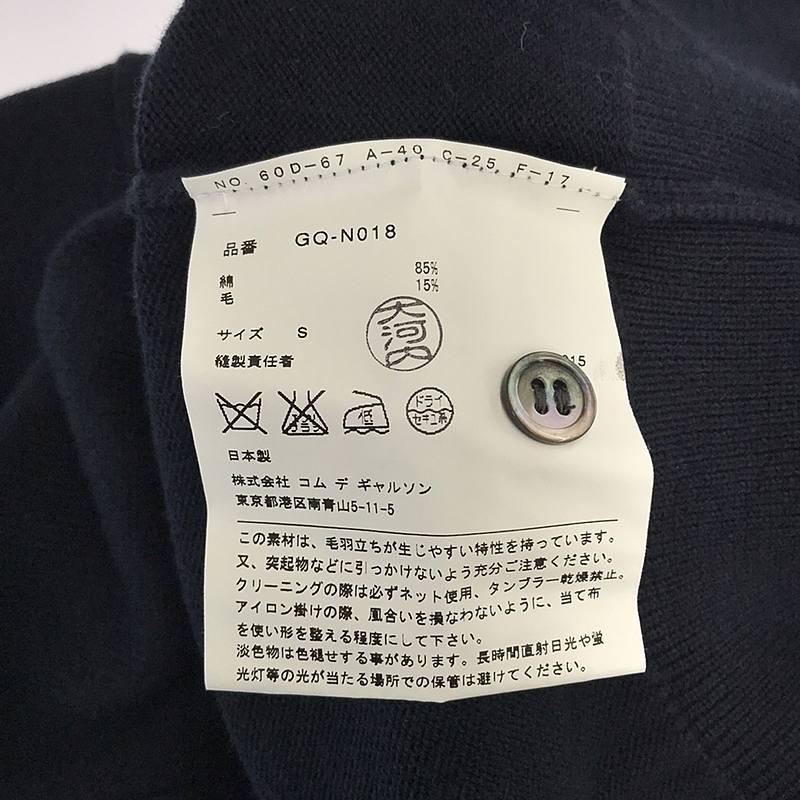 NO. 60D-67 A-40 C-25 F-17
品番 GQ-N018
綿 85%
毛 15%
サイズ S
大河内
縫製責任者
エンソサラシ
低
ドライ
セキユ系
日本製
株式会社 コム デ ギャルソン
東京都港区南青山5-11-5
この素材は、毛羽立ちが生じやすい特性を持っています。
又、突起物などに引っかけないよう充分ご注意ください。
クリーニングの際は必ずネット使用、タンブラー乾燥禁止。
アイロン掛けの際、風合いを損なわないように、当て布
を使い形を整える程度にして下さい。
淡色物は色褪せする事があります。長時間直射日光や蛍
光灯等の光が当たる場所での保管は避けてください。